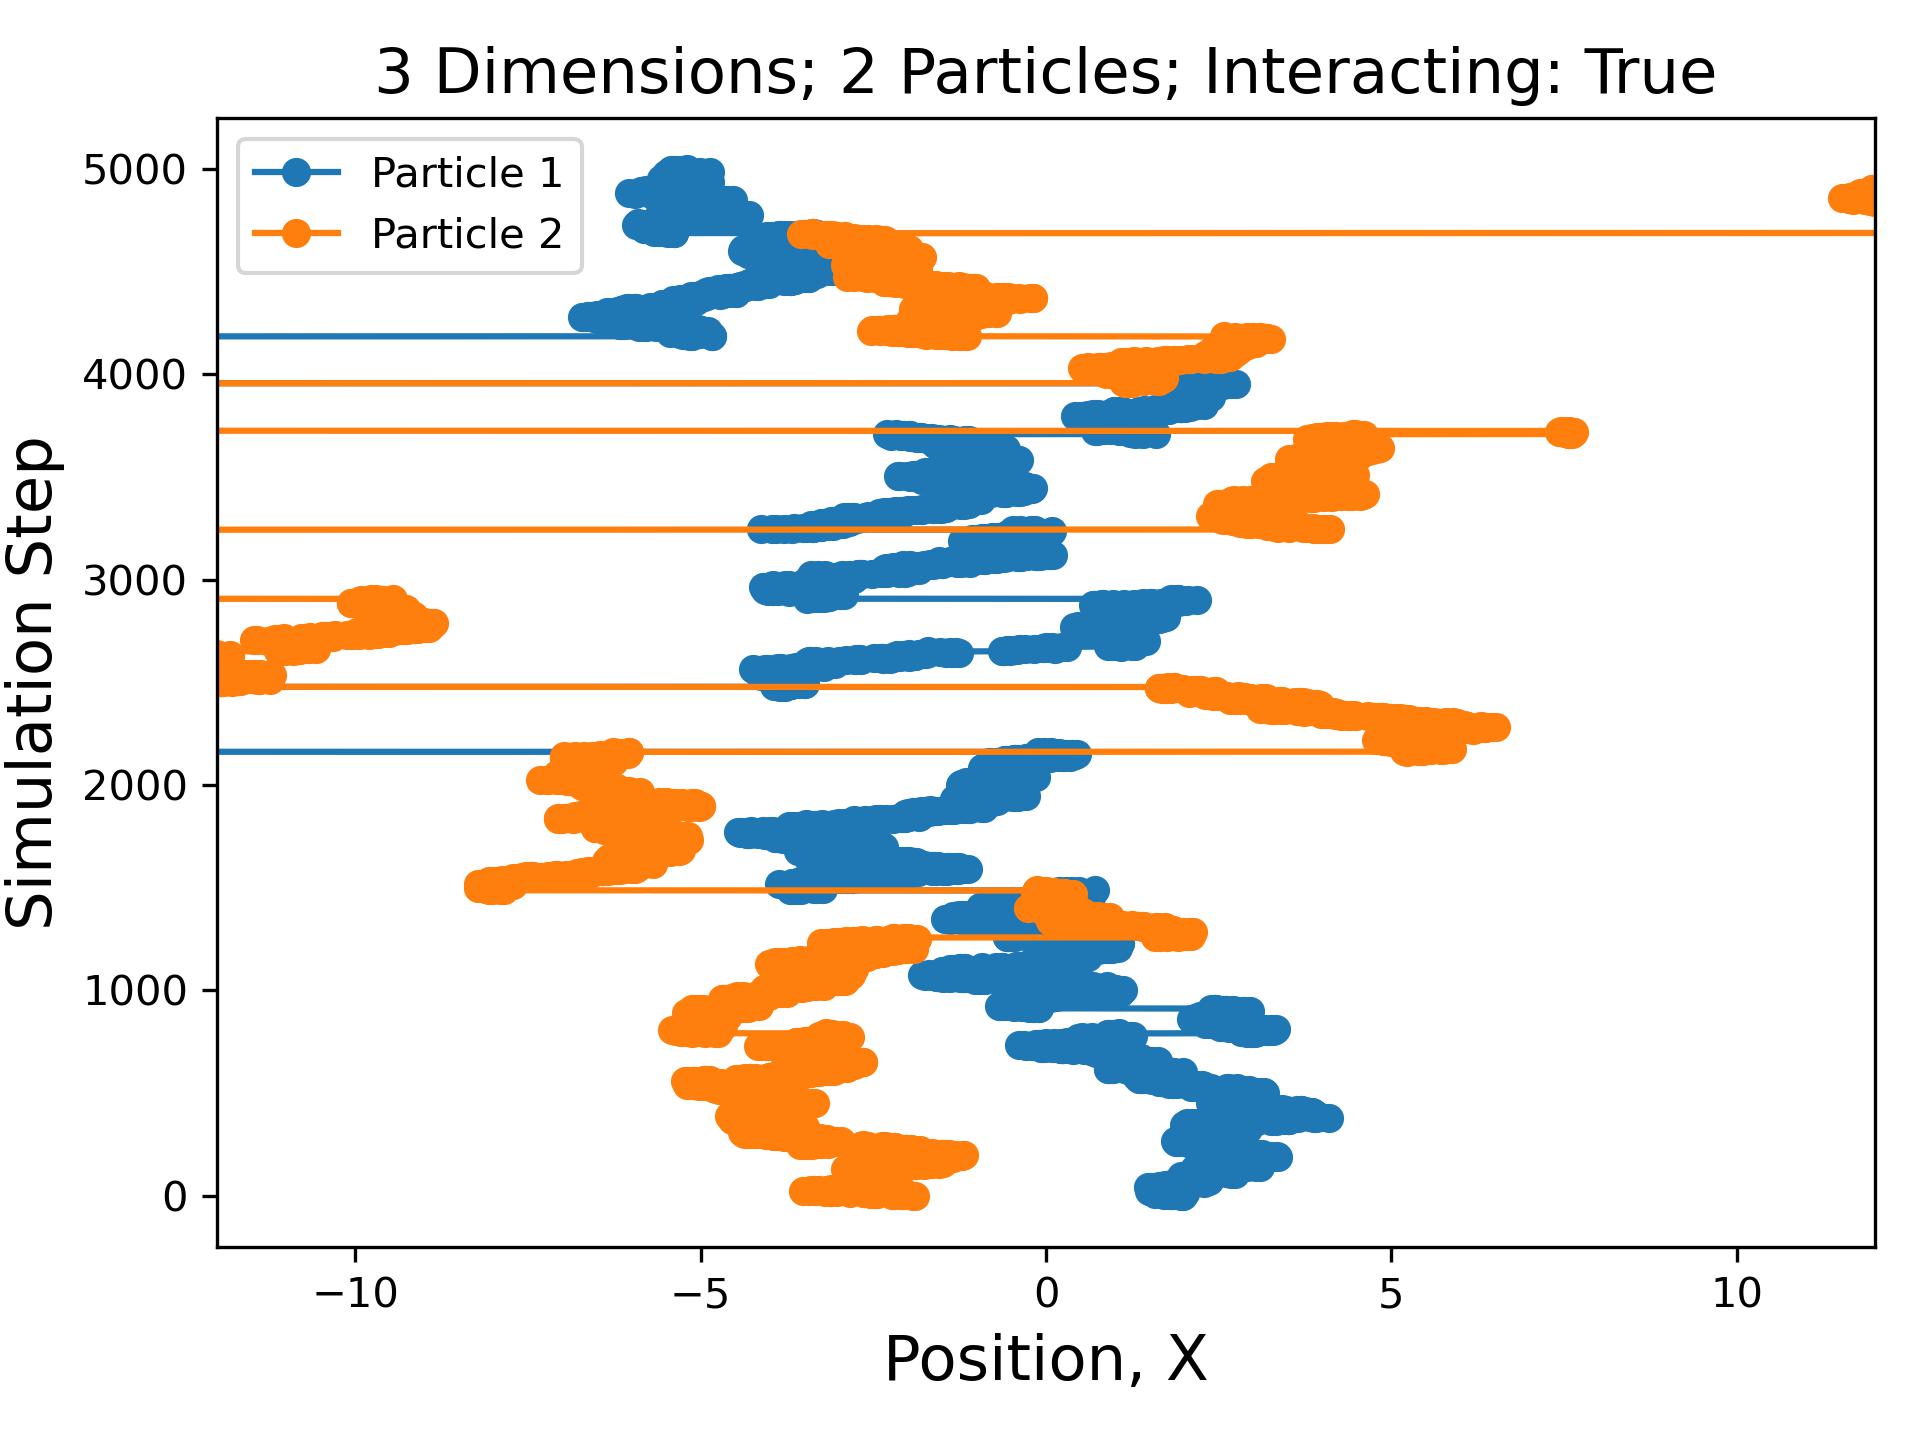 3 Dimensions; 2 Particles; Interacting: True
Particle 1
Particle 2
5000
4000
3000
2000
1000
0
Simulation Step
−10
−5
0
5
10
Position, X